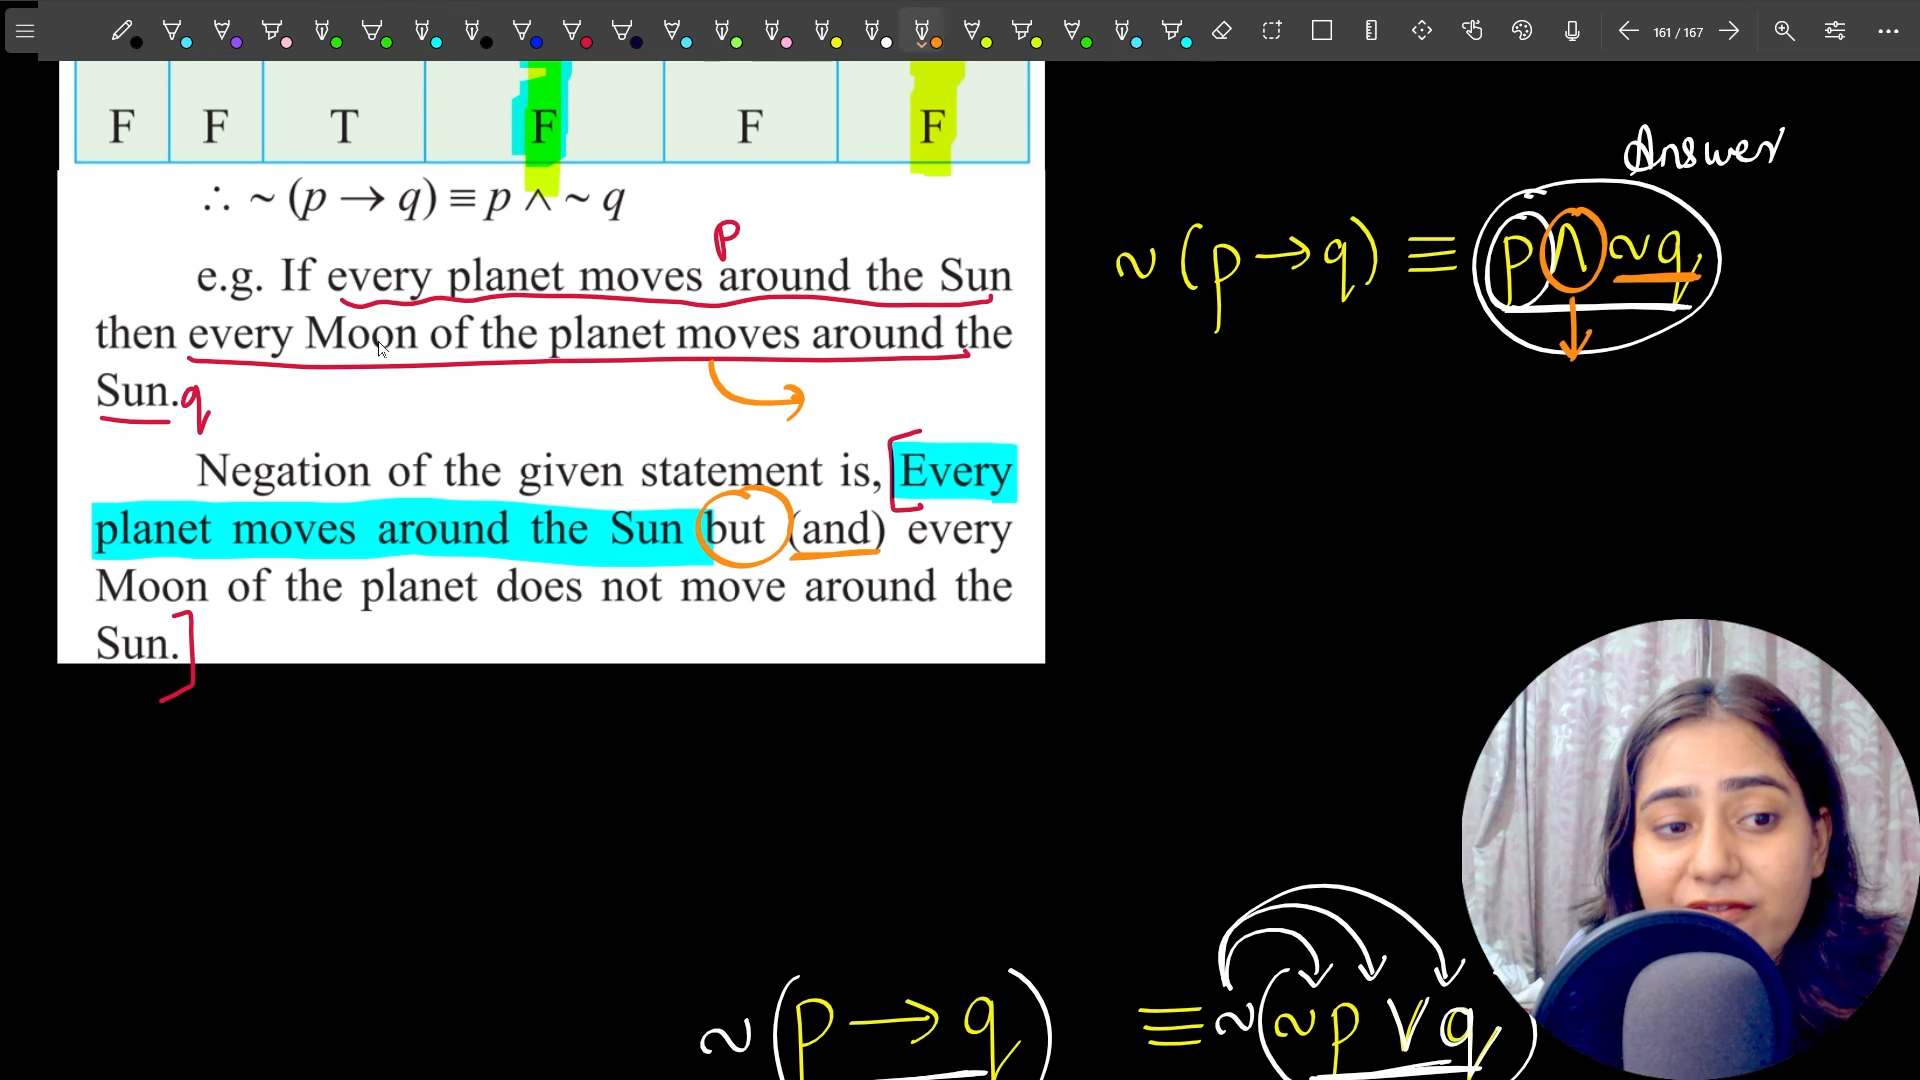 161 / 167
F F T F F F
∴ ~ (p → q) ≡ p ∧ ~ q
Answer
~ (p → q) ≡ p ∧ ~q
p
e.g. If every planet moves around the Sun
then every Moon of the planet moves around the
Sun. q
Negation of the given statement is, [Every
planet moves around the Sun but (and) every
Moon of the planet does not move around the
Sun.]
~ (p → q) ≡ ~ (~p ∨ q)